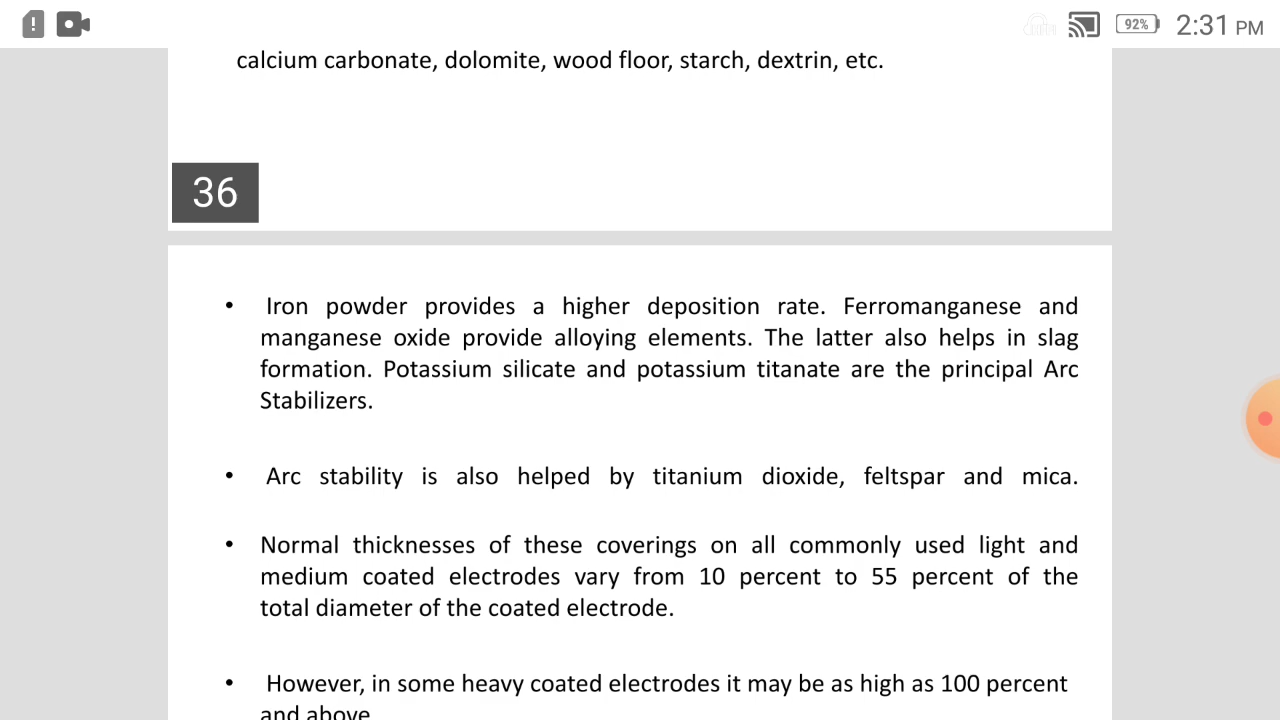 92% 2:31 PM
calcium carbonate, dolomite, wood floor, starch, dextrin, etc.
36
• Iron powder provides a higher deposition rate. Ferromanganese and
manganese oxide provide alloying elements. The latter also helps in slag
formation. Potassium silicate and potassium titanate are the principal Arc
Stabilizers.
• Arc stability is also helped by titanium dioxide, feltspar and mica.
• Normal thicknesses of these coverings on all commonly used light and
medium coated electrodes vary from 10 percent to 55 percent of the
total diameter of the coated electrode.
• However, in some heavy coated electrodes it may be as high as 100 percent
and above